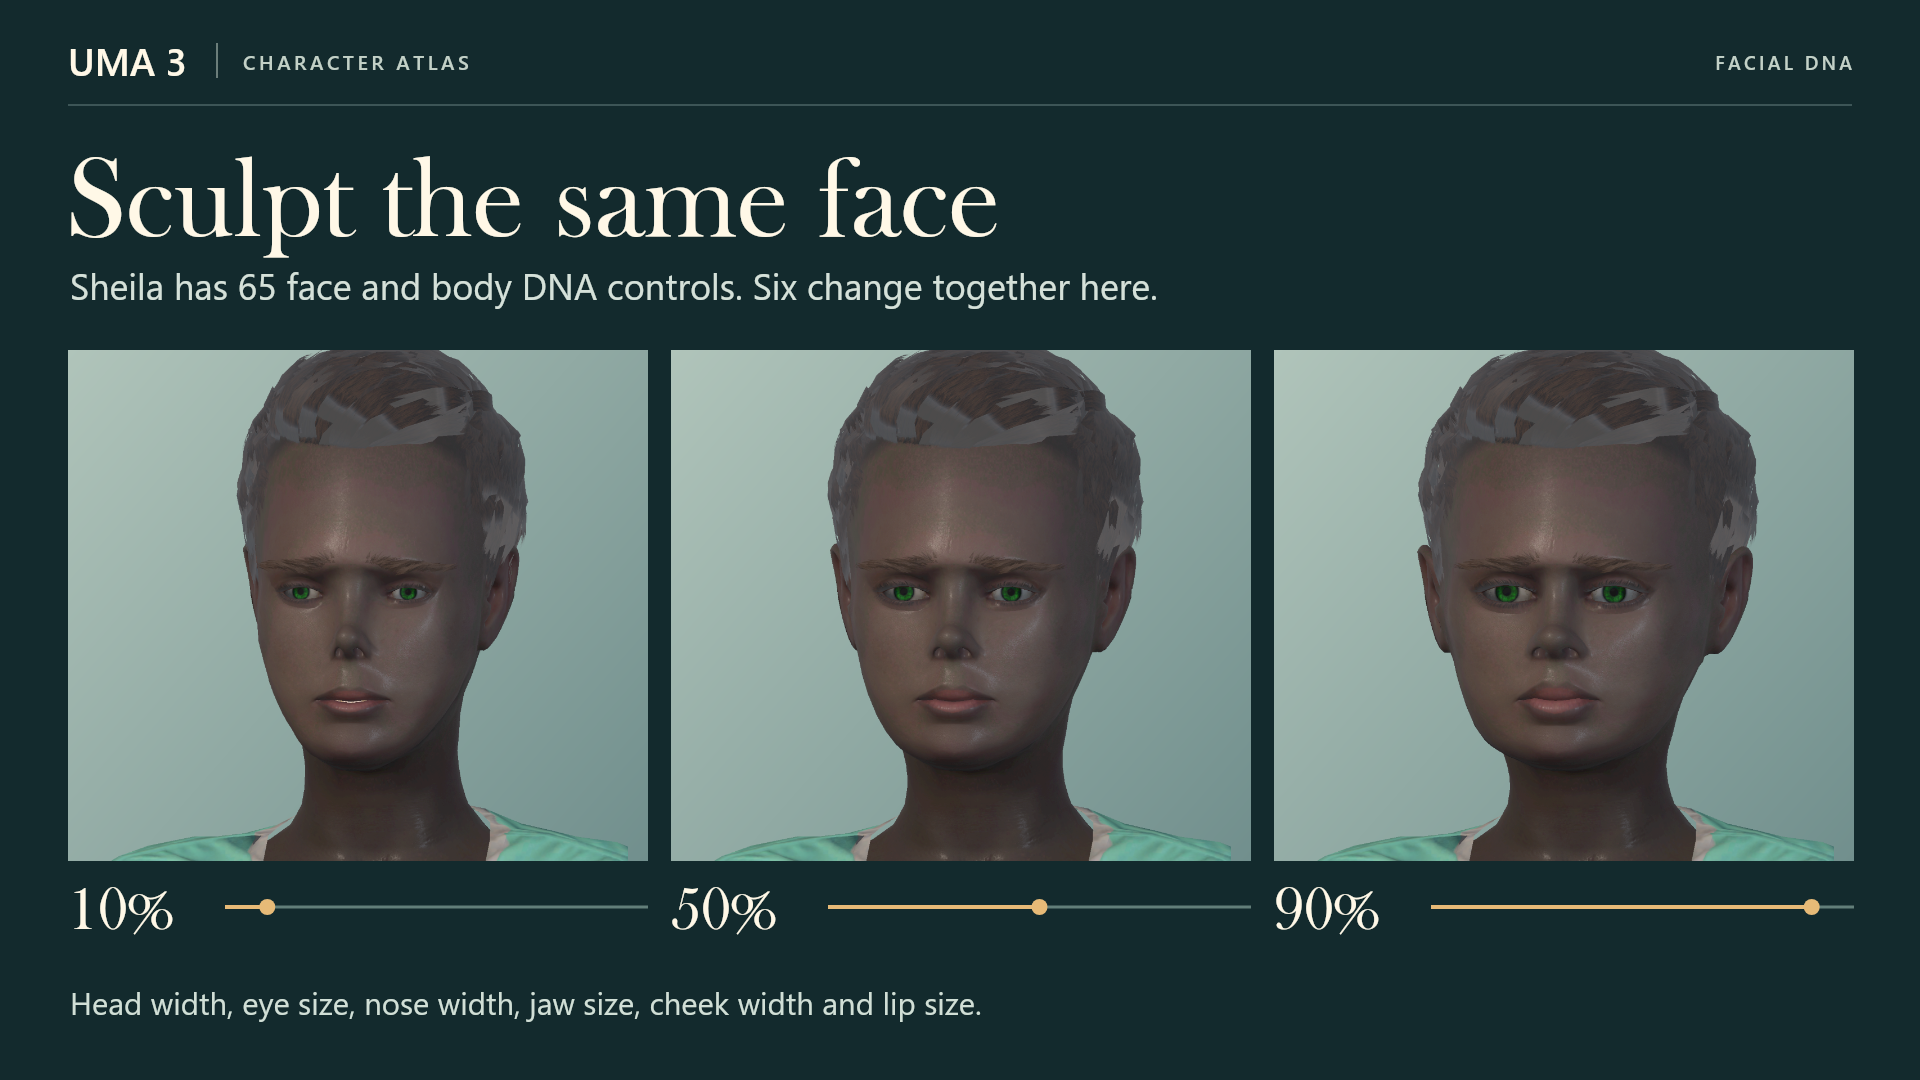 UMA 3
CHARACTER ATLAS
FACIAL DNA
Sculpt the same face
Sheila has 65 face and body DNA controls. Six change together here.
10%
50%
90%
Head width, eye size, nose width, jaw size, cheek width and lip size.